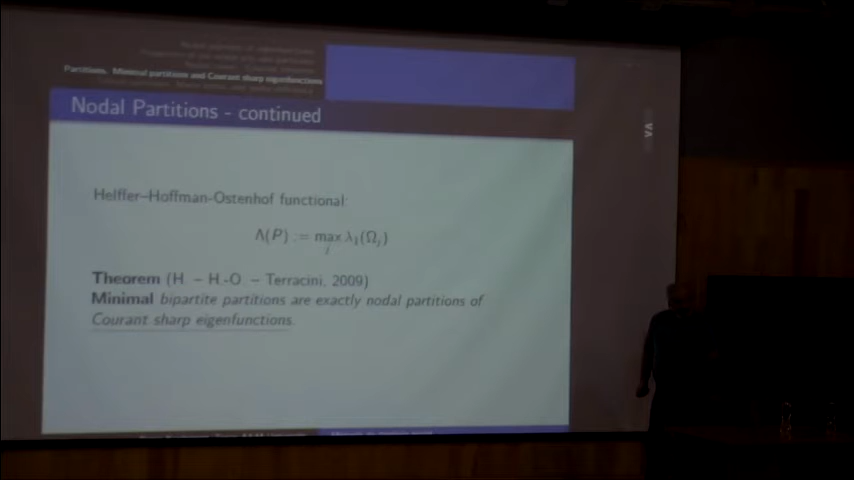 Partitions. Minimal partitions and Courant sharp eigenfunctions
Nodal Partitions - continued
Helffer–Hoffman-Ostenhof functional:
Λ(P) := max λ₁(Ωⱼ)
j
Theorem (H. – H.-O. – Terracini, 2009)
Minimal bipartite partitions are exactly nodal partitions of
Courant sharp eigenfunctions.